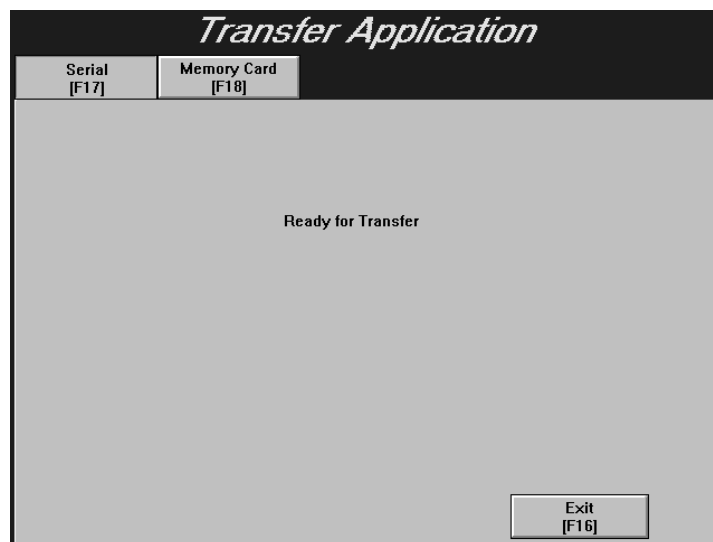 Transfer Application
Serial
[F17]
Memory Card
[F18]
Ready for Transfer
Exit
[F16]